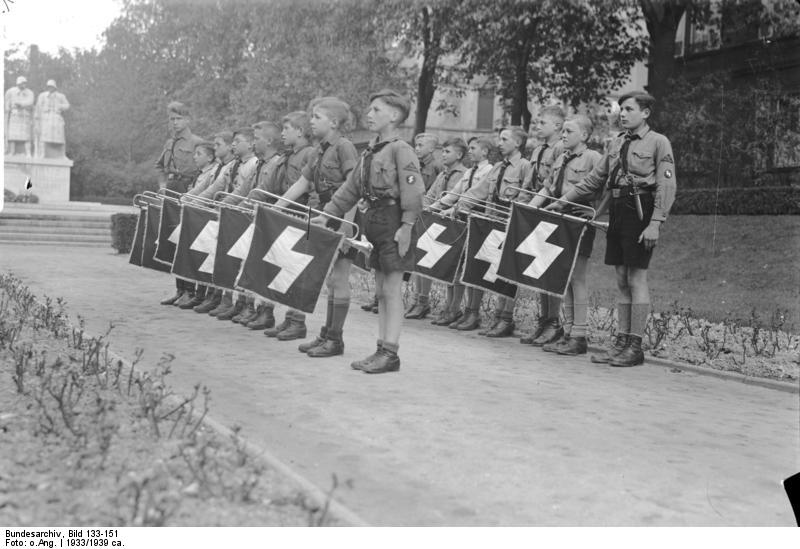 Bundesarchiv, Bild 133-151
Foto: o.Ang. | 1933/1939 ca.